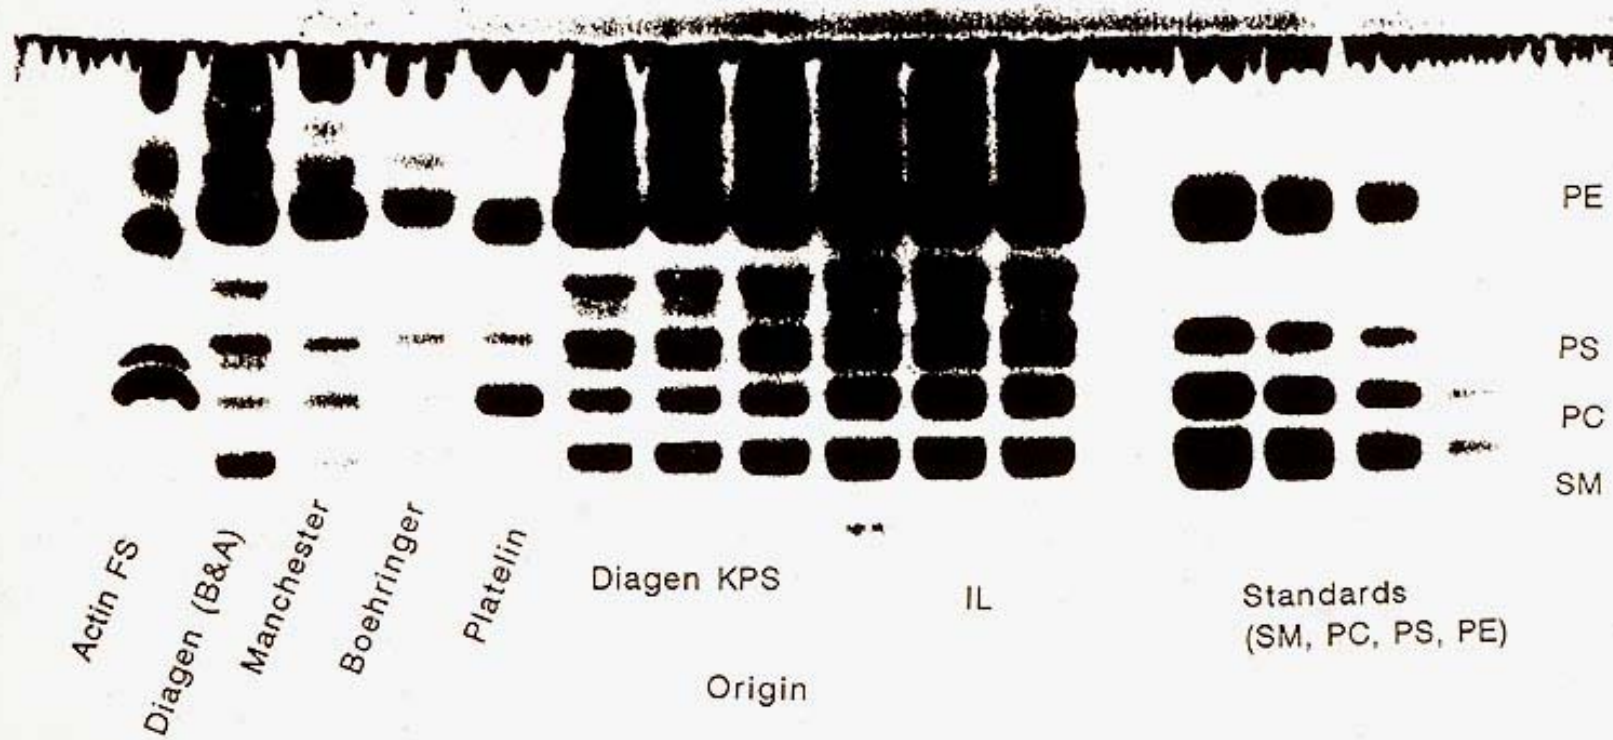 PE
PS
PC
SM
Actin FS
Diagen (B&A)
Manchester
Boehringer
Platelin
Diagen KPS
IL
Standards
(SM, PC, PS, PE)
Origin